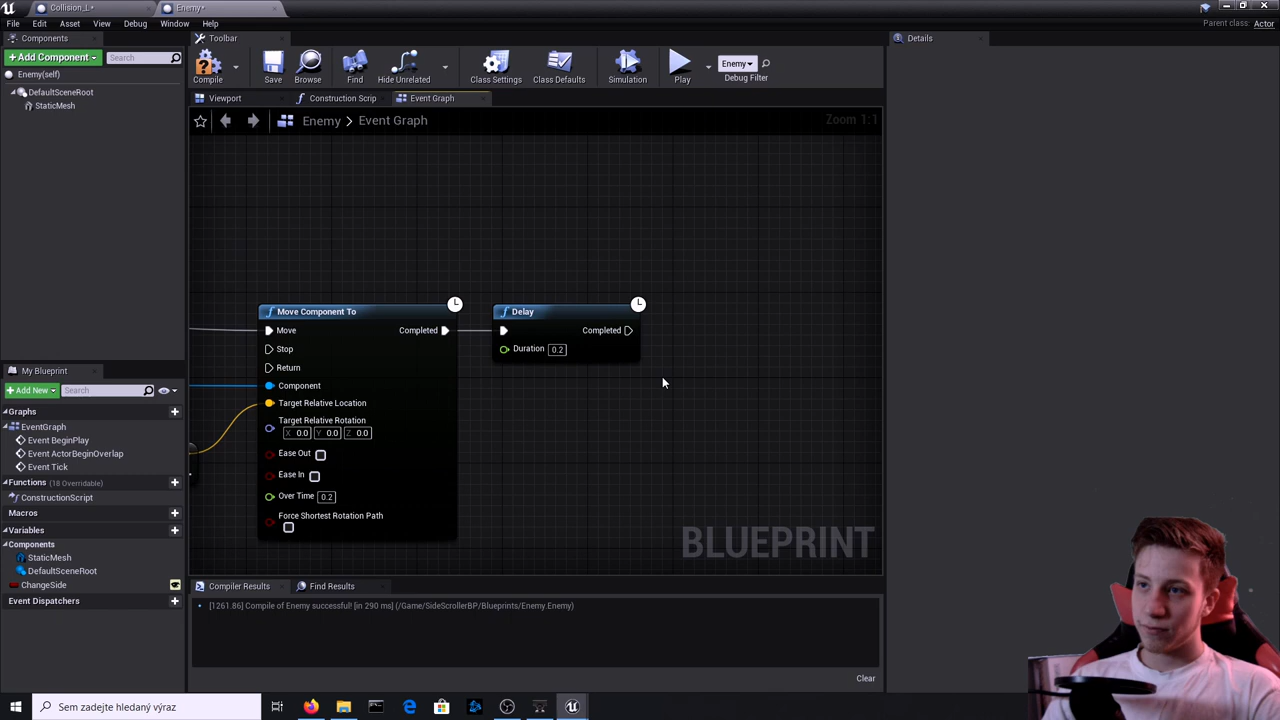 Collision_L*
Enemy*
File Edit Asset View Debug Window Help
Parent class: Actor
Components
Toolbar
Details
+Add Component
Search
Enemy(self)
DefaultSceneRoot
StaticMesh
Compile
Save
Browse
Find
Hide Unrelated
Class Settings
Class Defaults
Simulation
Play
Enemy
Debug Filter
Viewport
Construction Scrip
Event Graph
Enemy > Event Graph
Zoom 1:1
Move Component To
Move
Completed
Stop
Return
Component
Target Relative Location
Target Relative Rotation
X 0.0 Y 0.0 Z 0.0
Ease Out
Ease In
Over Time 0.2
Force Shortest Rotation Path
Delay
Completed
Duration 0.2
BLUEPRINT
My Blueprint
+Add New
Search
Graphs
EventGraph
Event BeginPlay
Event ActorBeginOverlap
Event Tick
Functions (18 Overridable)
ConstructionScript
Macros
Variables
Components
StaticMesh
DefaultSceneRoot
ChangeSide
Event Dispatchers
Compiler Results
Find Results
[1261.86] Compile of Enemy successful! [in 290 ms] (/Game/SideScrollerBP/Blueprints/Enemy.Enemy)
Clear
Sem zadejte hledaný výraz